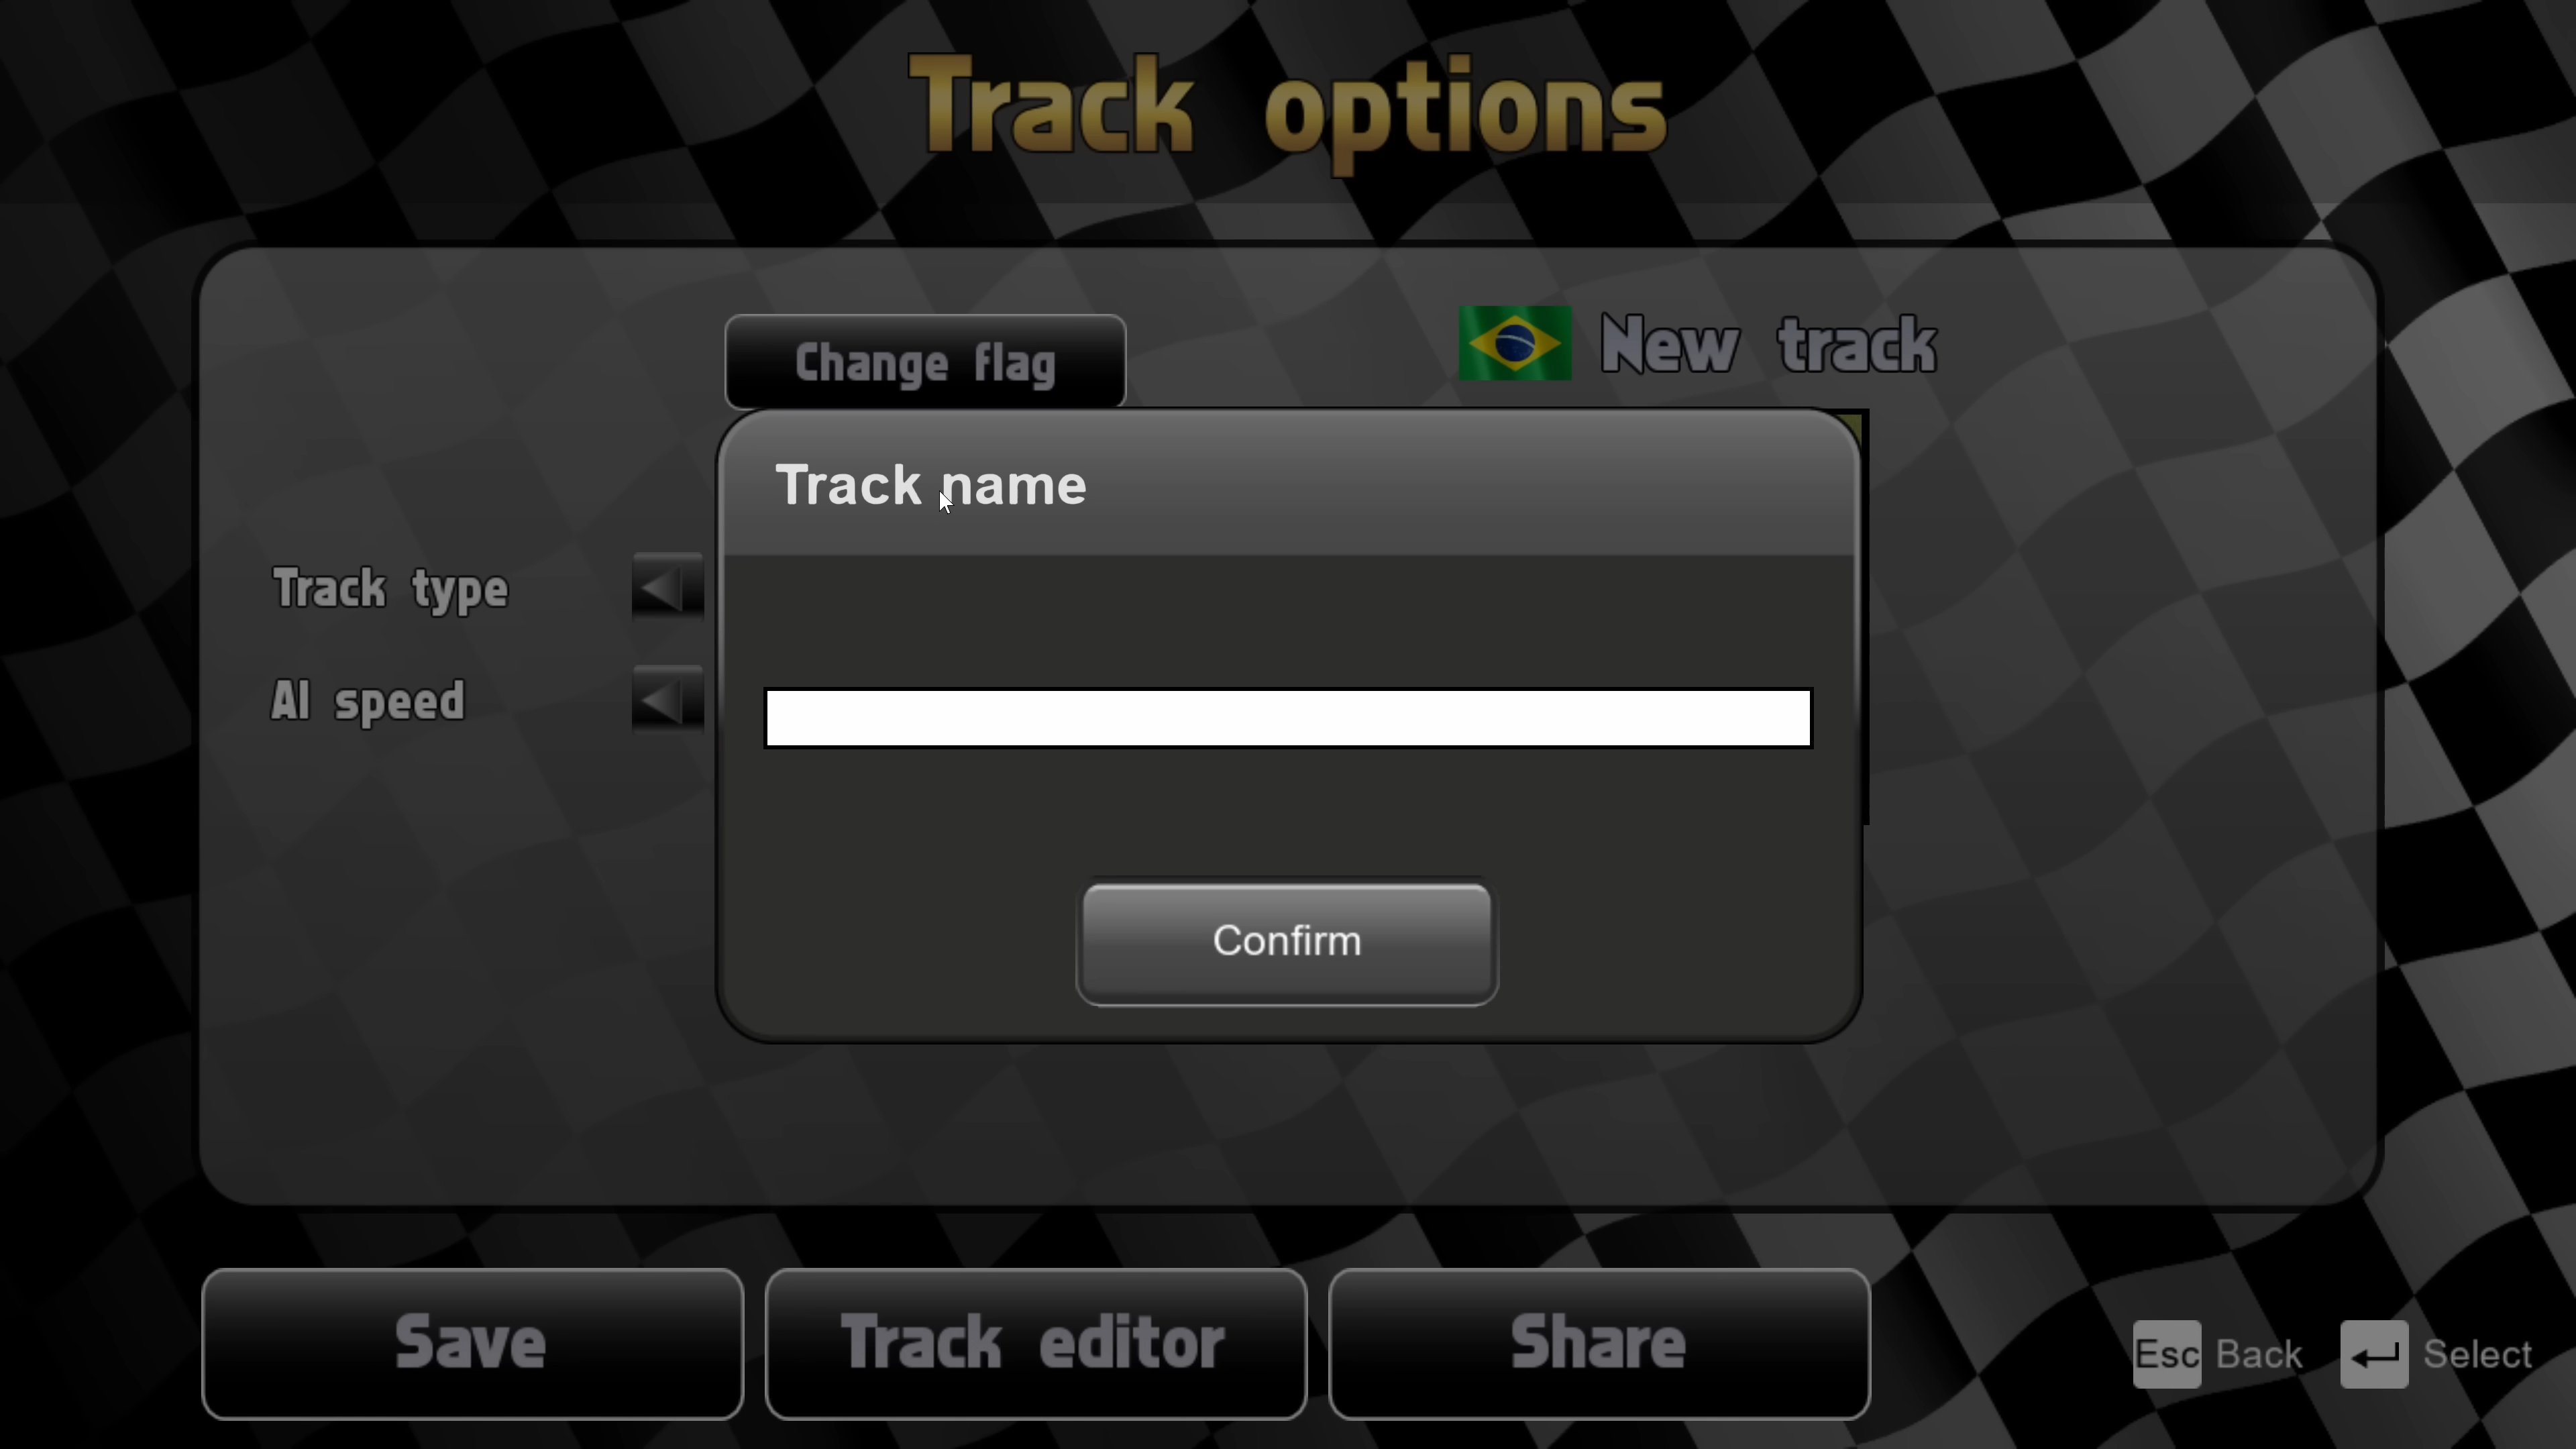 Track options
Change flag
New track
Track name
Track type
AI speed
Confirm
Save
Track editor
Share
Esc Back
Select